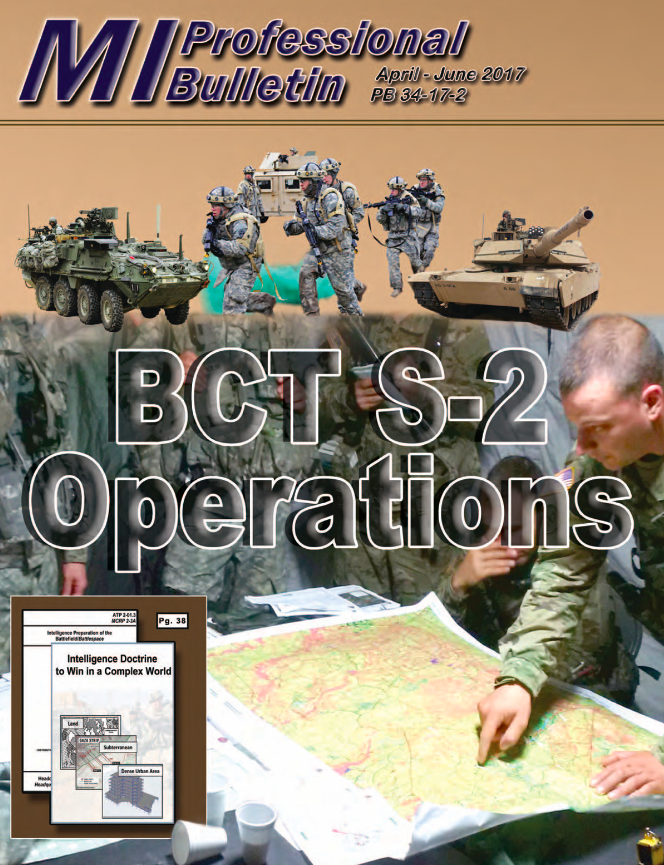 MI Professional
Bulletin
April - June 2017
PB 34-17-2
BCT S-2
Operations
ATP 2-01.3
MCRP 2-3A
Pg. 38
Intelligence Preparation of the
Battlefield/Battlespace
Intelligence Doctrine
to Win in a Complex World
Land
GAZA STRIP
Subterranean
Dense Urban Area